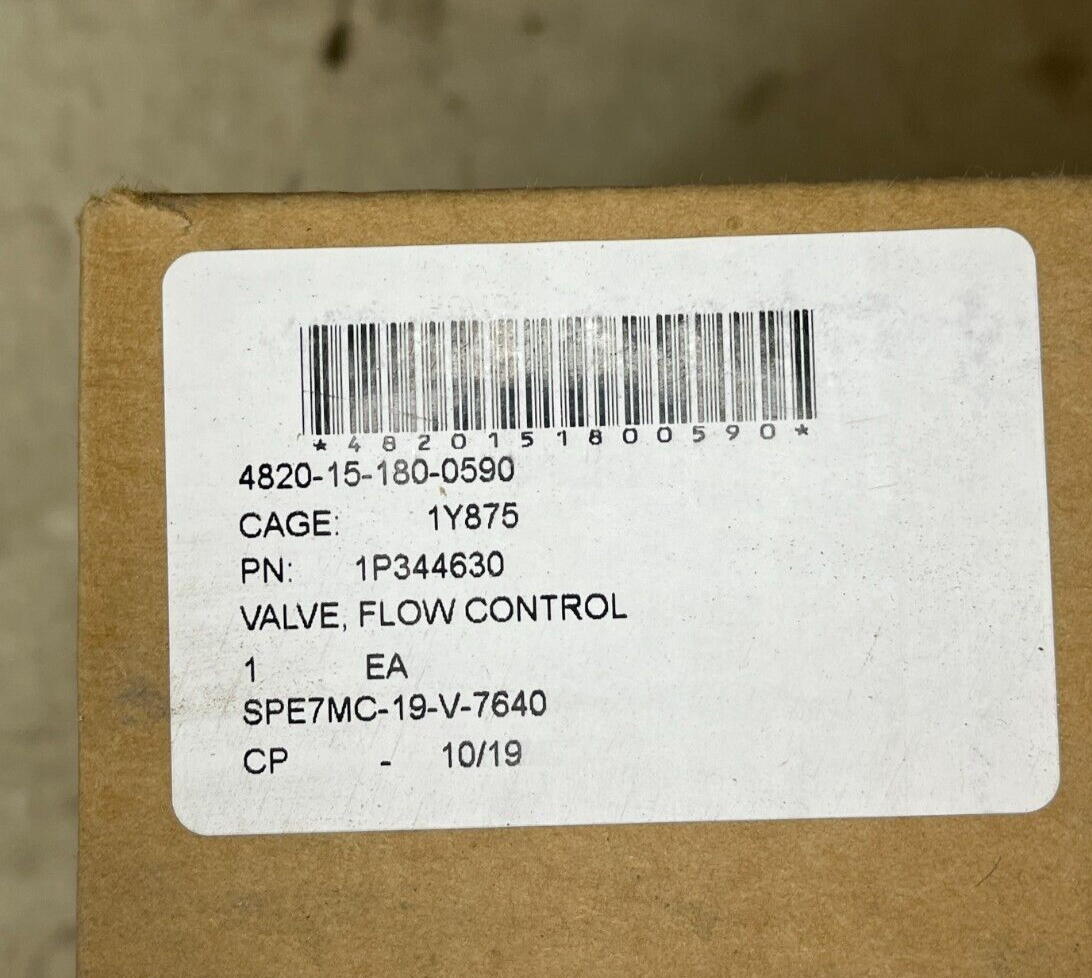 *4820151800590*
4820-15-180-0590
CAGE: 1Y875
PN: 1P344630
VALVE, FLOW CONTROL
1 EA
SPE7MC-19-V-7640
CP - 10/19